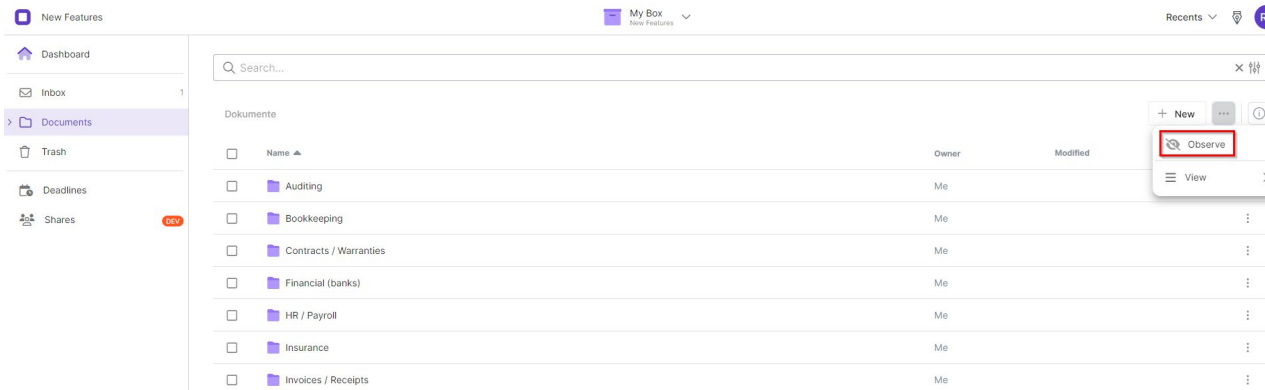 New Features
My Box
New Features
Recents
R
Dashboard
Inbox 1
Documents
Trash
Deadlines
Shares DEV
Search...
Dokumente
+ New
Observe
View
Name Owner Modified
Auditing Me
Bookkeeping Me
Contracts / Warranties Me
Financial (banks) Me
HR / Payroll Me
Insurance Me
Invoices / Receipts Me